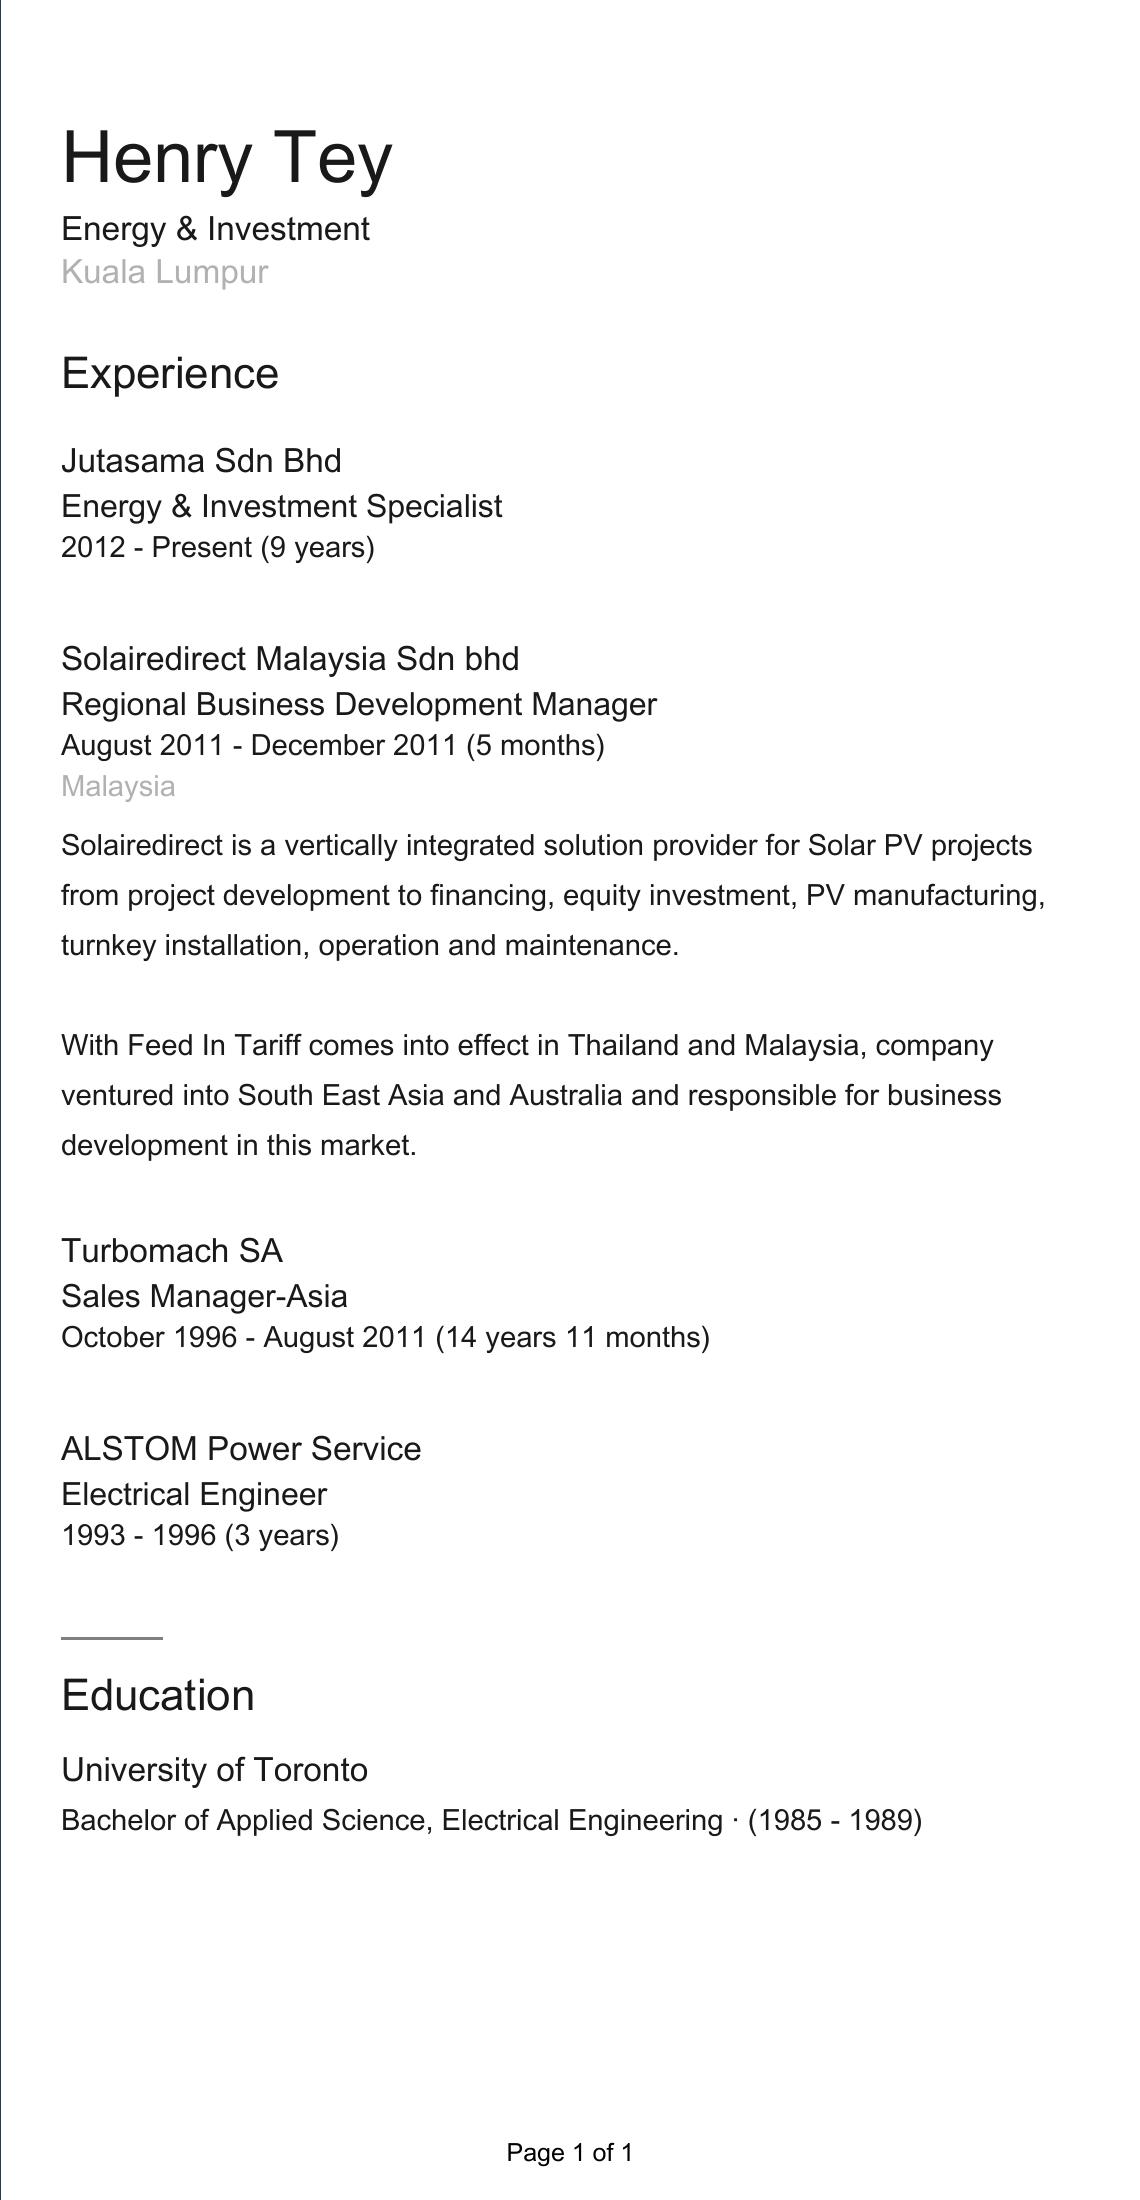 Henry Tey
Energy & Investment
Kuala Lumpur
Experience
Jutasama Sdn Bhd
Energy & Investment Specialist
2012 - Present (9 years)
Solairedirect Malaysia Sdn bhd
Regional Business Development Manager
August 2011 - December 2011 (5 months)
Malaysia
Solairedirect is a vertically integrated solution provider for Solar PV projects
from project development to financing, equity investment, PV manufacturing,
turnkey installation, operation and maintenance.
With Feed In Tariff comes into effect in Thailand and Malaysia, company
ventured into South East Asia and Australia and responsible for business
development in this market.
Turbomach SA
Sales Manager-Asia
October 1996 - August 2011 (14 years 11 months)
ALSTOM Power Service
Electrical Engineer
1993 - 1996 (3 years)
Education
University of Toronto
Bachelor of Applied Science, Electrical Engineering · (1985 - 1989)
Page 1 of 1